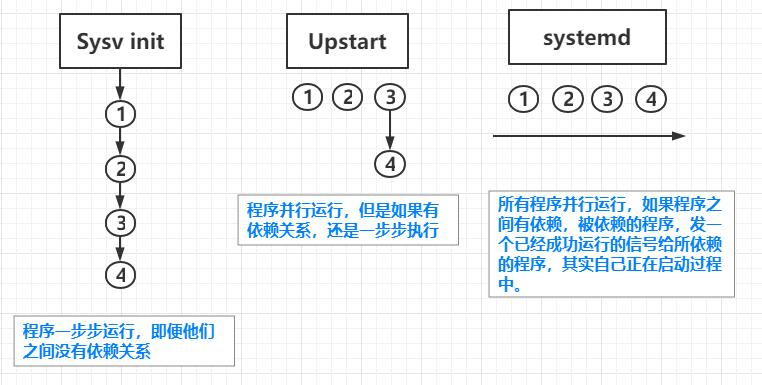 Sysv init
1
2
3
4
程序一步步运行，即便他们
之间没有依赖关系
Upstart
1 2 3
4
程序并行运行，但是如果有
依赖关系，还是一步步执行
systemd
1 2 3 4
所有程序并行运行，如果程序之
间有依赖，被依赖的程序，发一
个已经成功运行的信号给所依赖
的程序，其实自己正在启动过程
中。